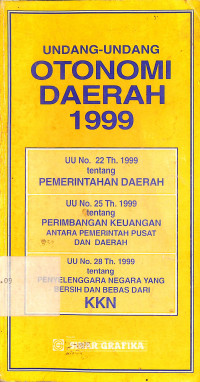 UNDANG-UNDANG
OTONOMI
DAERAH
1999
UU No. 22 Th. 1999
tentang
PEMERINTAHAN DAERAH
UU No. 25 Th. 1999
tentang
PERIMBANGAN KEUANGAN
ANTARA PEMERINTAH PUSAT
DAN DAERAH
UU No. 28 Th. 1999
tentang
PENYELENGGARA NEGARA YANG
BERSIH DAN BEBAS DARI
KKN
GRAFIKA